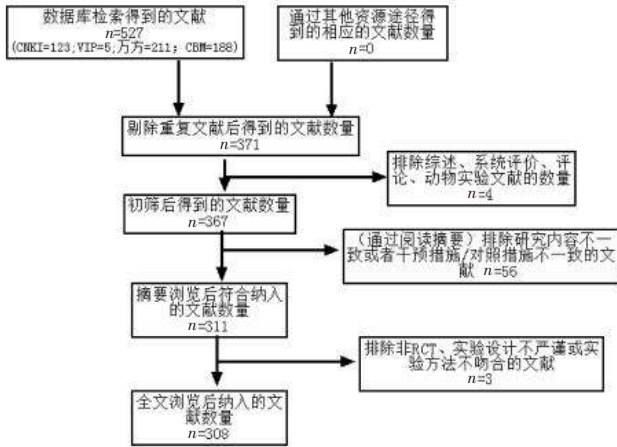 数据库检索得到的文献
n=527
(CNKI=123;VIP=5;万方=211；CBM=188)
通过其他资源途径得
到的相应的文献数量
n=0
剔除重复文献后得到的文献数量
n=371
排除综述、系统评价、评
论、动物实验文献的数量
n=4
初筛后得到的文献数量
n=367
（通过阅读摘要）排除研究内容不一
致或者干预措施/对照措施不一致的文
献 n=56
摘要浏览后符合纳入
的文献数量
n=311
排除非RCT、实验设计不严谨或实
验方法不吻合的文献
n=3
全文浏览后纳入的文
献数量
n=308